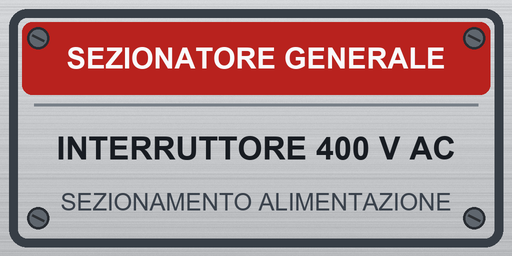 SEZIONATORE GENERALE
INTERRUTTORE 400 V AC
SEZIONAMENTO ALIMENTAZIONE